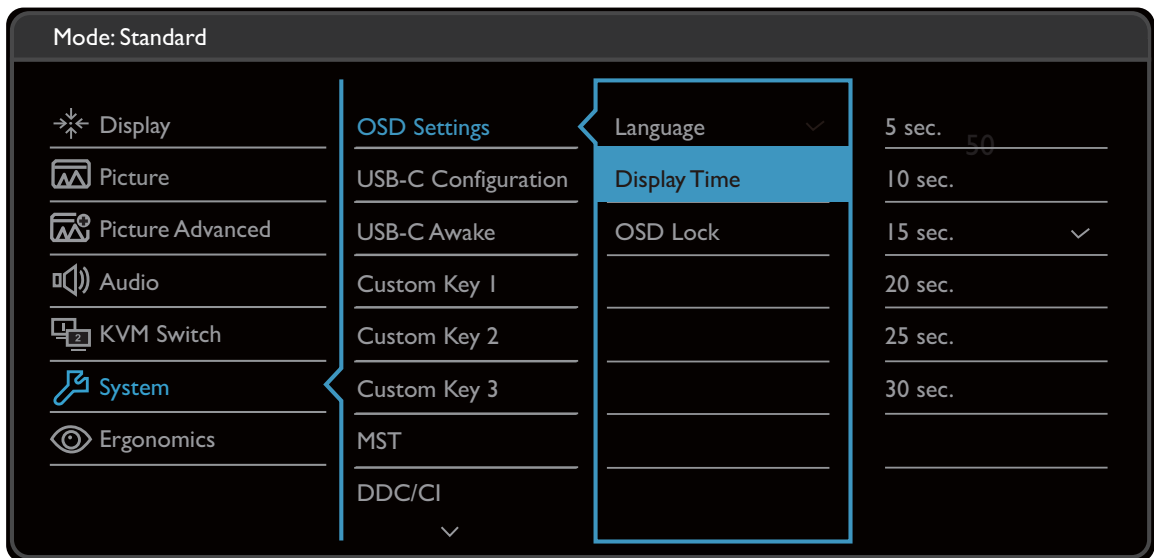 Mode: Standard
Display
Picture
Picture Advanced
Audio
KVM Switch
1
2
System
Ergonomics
OSD Settings
USB-C Configuration
USB-C Awake
Custom Key 1
Custom Key 2
Custom Key 3
MST
DDC/CI
Language
Display Time
OSD Lock
5 sec.
50
10 sec.
15 sec.
20 sec.
25 sec.
30 sec.